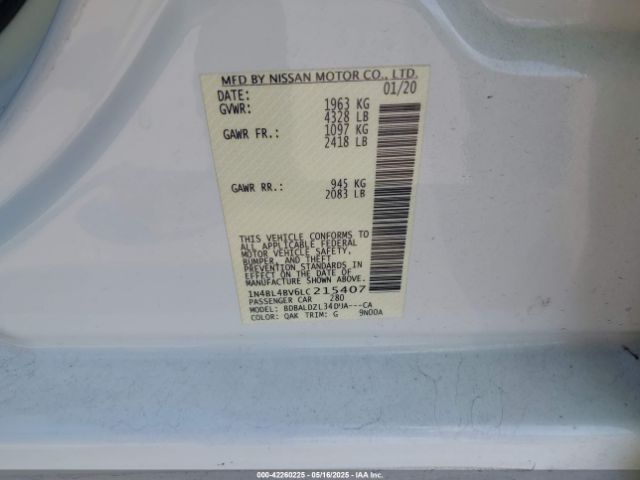 MFD BY NISSAN MOTOR CO., LTD.
DATE: 01/20
GVWR: 1963 KG
4328 LB
GAWR FR.: 1097 KG
2418 LB
GAWR RR.: 945 KG
2083 LB
THIS VEHICLE CONFORMS TO
ALL APPLICABLE FEDERAL
MOTOR VEHICLE SAFETY,
BUMPER, AND THEFT
PREVENTION STANDARDS IN
EFFECT ON THE DATE OF
MANUFACTURE SHOWN ABOVE.
1N4BL4BV6LC215407
PASSENGER CAR 280
MODEL: BDBALDZL34DUA---CA
COLOR: QAK TRIM: G 9N00A
000-42260225 - 05/16/2025 - IAA